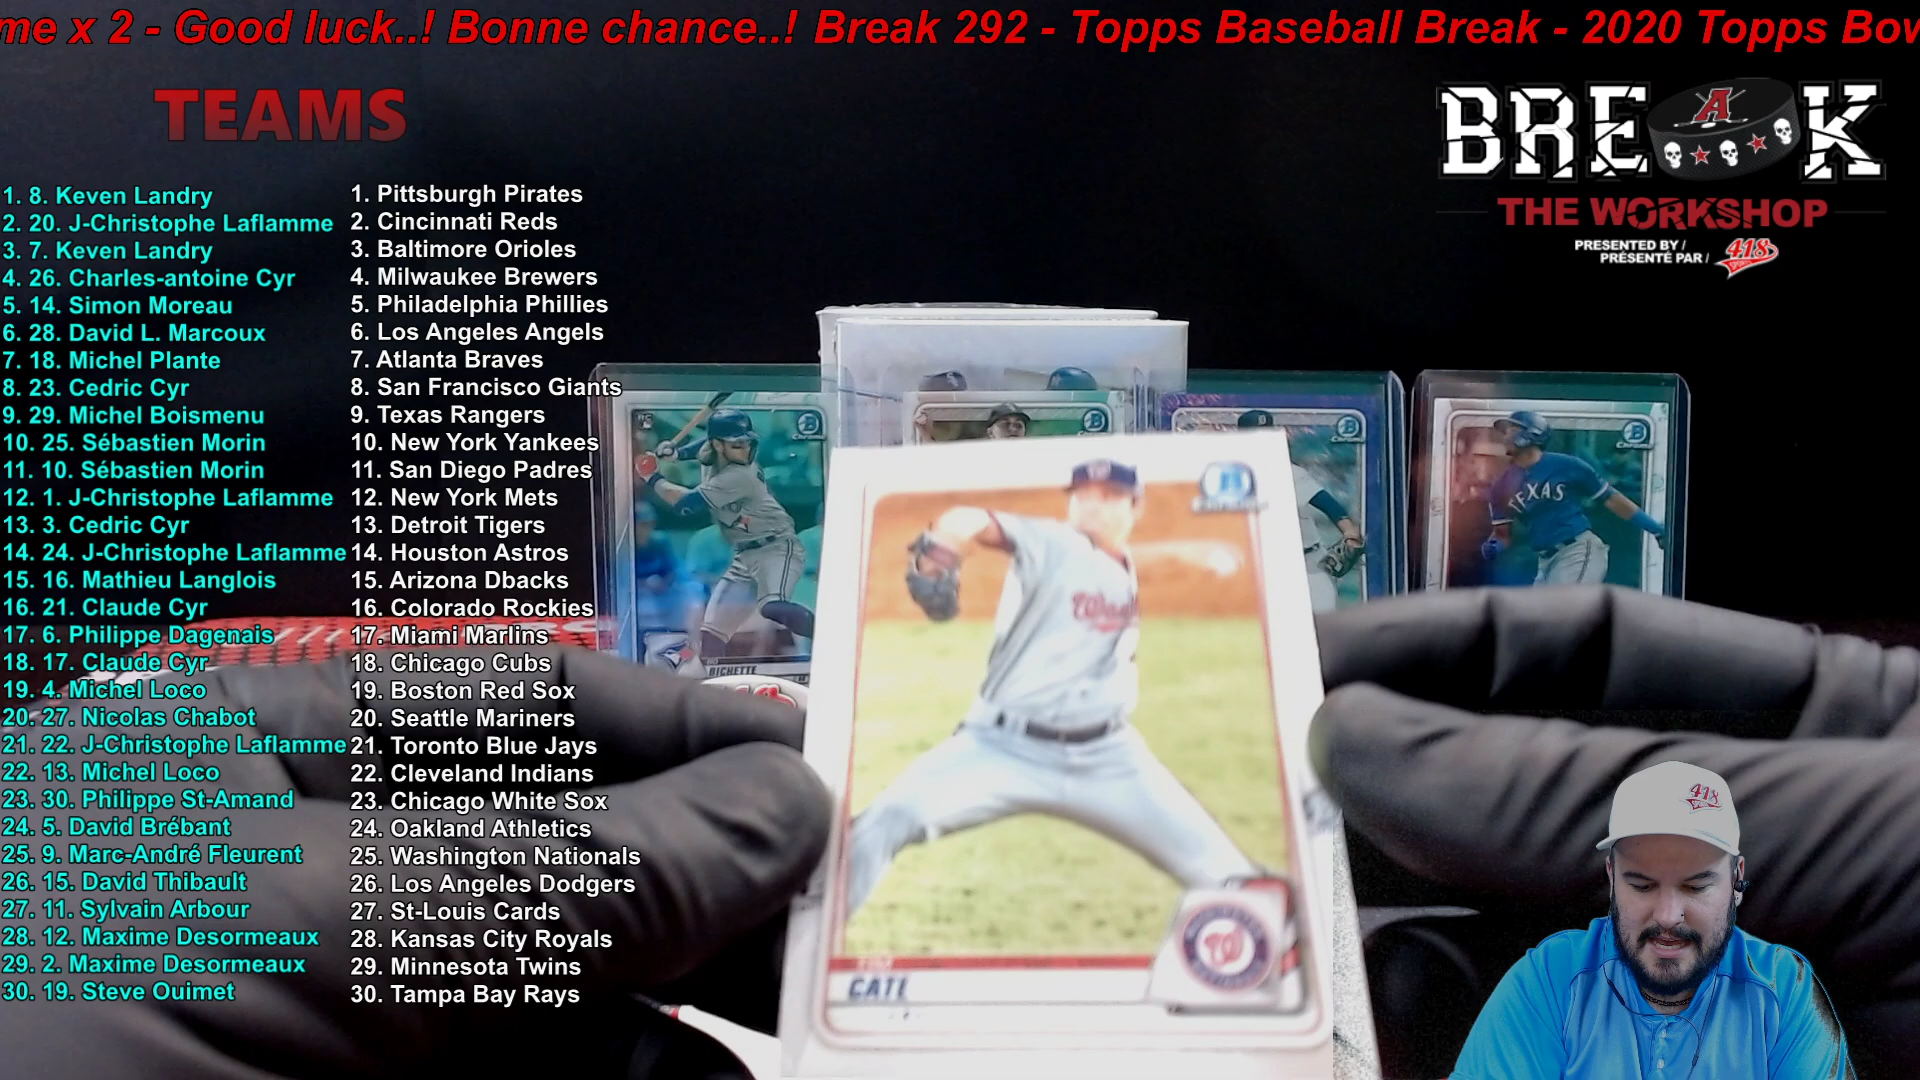 me x 2 - Good luck..! Bonne chance..! Break 292 - Topps Baseball Break - 2020 Topps Bow
TEAMS
BREAK
THE WORKSHOP
PRESENTED BY /
PRÉSENTÉ PAR /
418
1. 8. Keven Landry
2. 20. J-Christophe Laflamme
3. 7. Keven Landry
4. 26. Charles-antoine Cyr
5. 14. Simon Moreau
6. 28. David L. Marcoux
7. 18. Michel Plante
8. 23. Cedric Cyr
9. 29. Michel Boismenu
10. 25. Sébastien Morin
11. 10. Sébastien Morin
12. 1. J-Christophe Laflamme
13. 3. Cedric Cyr
14. 24. J-Christophe Laflamme
15. 16. Mathieu Langlois
16. 21. Claude Cyr
17. 6. Philippe Dagenais
18. 17. Claude Cyr
19. 4. Michel Loco
20. 27. Nicolas Chabot
21. 22. J-Christophe Laflamme
22. 13. Michel Loco
23. 30. Philippe St-Amand
24. 5. David Brébant
25. 9. Marc-André Fleurent
26. 15. David Thibault
27. 11. Sylvain Arbour
28. 12. Maxime Desormeaux
29. 2. Maxime Desormeaux
30. 19. Steve Ouimet
1. Pittsburgh Pirates
2. Cincinnati Reds
3. Baltimore Orioles
4. Milwaukee Brewers
5. Philadelphia Phillies
6. Los Angeles Angels
7. Atlanta Braves
8. San Francisco Giants
9. Texas Rangers
10. New York Yankees
11. San Diego Padres
12. New York Mets
13. Detroit Tigers
14. Houston Astros
15. Arizona Dbacks
16. Colorado Rockies
17. Miami Marlins
18. Chicago Cubs
19. Boston Red Sox
20. Seattle Mariners
21. Toronto Blue Jays
22. Cleveland Indians
23. Chicago White Sox
24. Oakland Athletics
25. Washington Nationals
26. Los Angeles Dodgers
27. St-Louis Cards
28. Kansas City Royals
29. Minnesota Twins
30. Tampa Bay Rays
BICHETTE
TEXAS
CATE
418